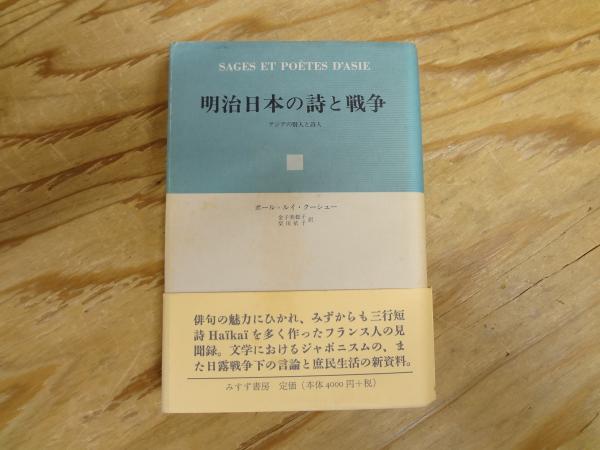 SAGES ET POÈTES D'ASIE
明治日本の詩と戦争
アジアの賢人と詩人
ポール・ルイ・クーシュー
金子美都子
柴田依子 訳
俳句の魅力にひかれ、みずからも三行短
詩Haïkaïを多く作ったフランス人の見
聞録。文学におけるジャポニスムの、ま
た日露戦争下の言論と庶民生活の新資料。
みすず書房 定価(本体4000円+税)